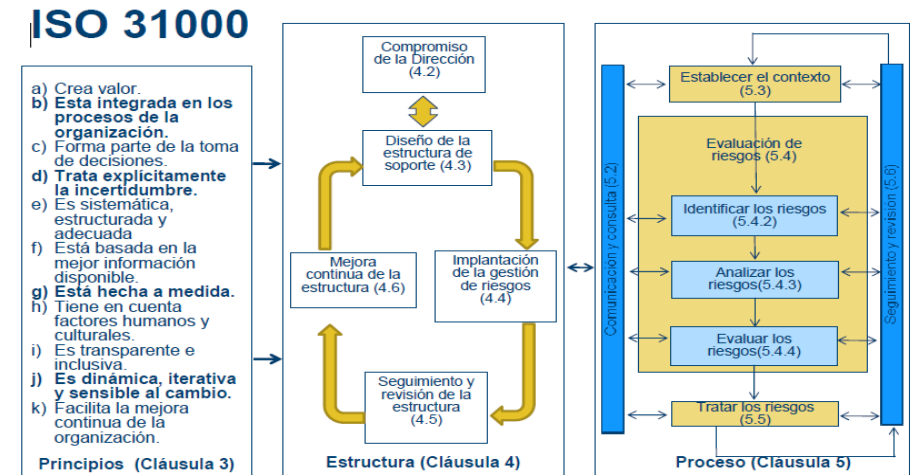 ISO 31000
a) Crea valor.
b) Esta integrada en los
procesos de la
organización.
c) Forma parte de la toma
de decisiones.
d) Trata explícitamente
la incertidumbre.
e) Es sistemática,
estructurada y
adecuada
f) Está basada en la
mejor información
disponible.
g) Está hecha a medida.
h) Tiene en cuenta
factores humanos y
culturales.
i) Es transparente e
inclusiva.
j) Es dinámica, iterativa
y sensible al cambio.
k) Facilita la mejora
continua de la
organización.
Principios (Cláusula 3)
Compromiso
de la Dirección
(4.2)
Diseño de la
estructura de
soporte (4.3)
Implantación
de la gestión
de riesgos
(4.4)
Seguimiento y
revisión de la
estructura
(4.5)
Mejora
continua de la
estructura (4.6)
Estructura (Cláusula 4)
Comunicación y consulta (5.2)
Establecer el contexto
(5.3)
Evaluación de
riesgos (5.4)
Identificar los riesgos
(5.4.2)
Analizar los
riesgos(5.4.3)
Evaluar los
riesgos(5.4.4)
Tratar los riesgos
(5.5)
Seguimiento y revisión (5.6)
Proceso (Cláusula 5)